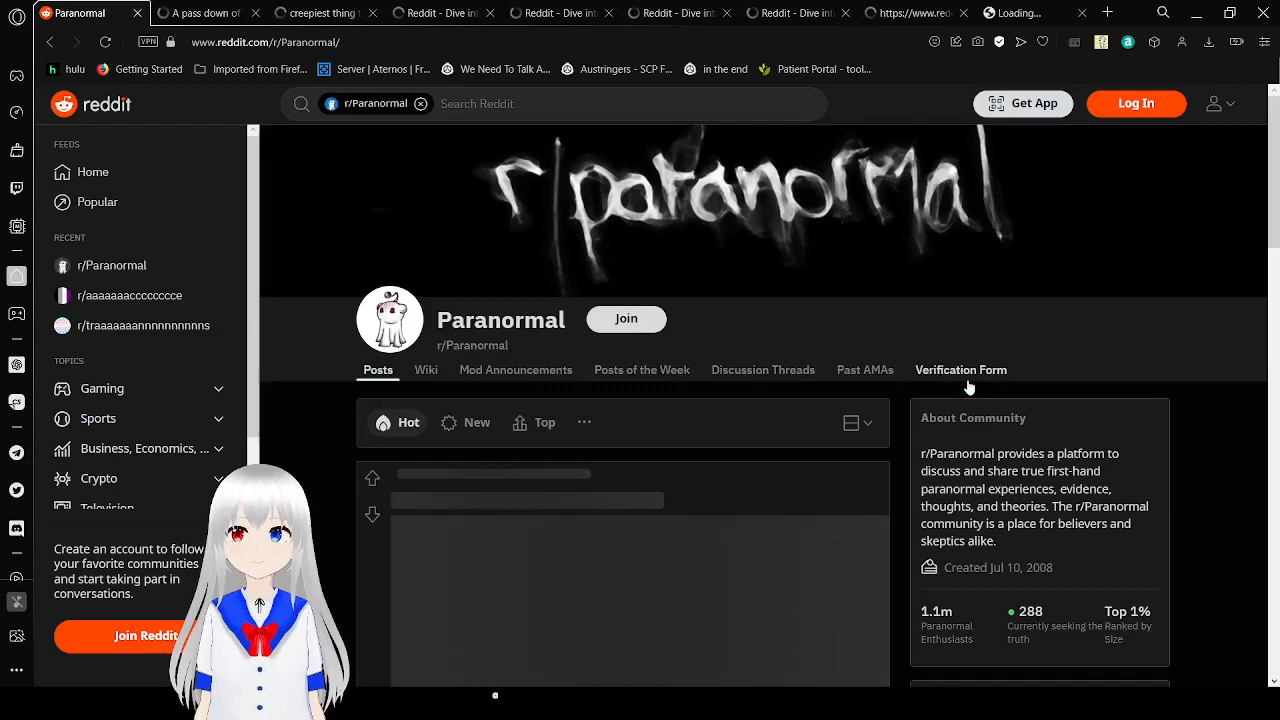 Paranormal
A pass down of
creepiest thing t
Reddit - Dive into
Reddit - Dive into
Reddit - Dive int
Reddit - Dive into
https://www.redd
Loading...
VPN
www.reddit.com/r/Paranormal/
hulu
Getting Started
Imported from Firef...
Server | Aternos | Fr...
We Need To Talk A...
Austringers - SCP F...
in the end
Patient Portal - tool...
reddit
r/Paranormal
Search Reddit
Get App
Log In
r/paranormal
FEEDS
Home
Popular
RECENT
r/Paranormal
r/aaaaaaacccccccce
r/traaaaaaannnnnnnnnns
TOPICS
Gaming
Sports
Business, Economics, ...
Crypto
Television
Create an account to follow
your favorite communities
and start taking part in
conversations.
Join Reddit
Paranormal
Join
r/Paranormal
Posts
Wiki
Mod Announcements
Posts of the Week
Discussion Threads
Past AMAs
Verification Form
Hot
New
Top
About Community
r/Paranormal provides a platform to
discuss and share true first-hand
paranormal experiences, evidence,
thoughts, and theories. The r/Paranormal
community is a place for believers and
skeptics alike.
Created Jul 10, 2008
1.1m
Paranormal
Enthusiasts
288
Currently seeking the
truth
Top 1%
Ranked by
Size